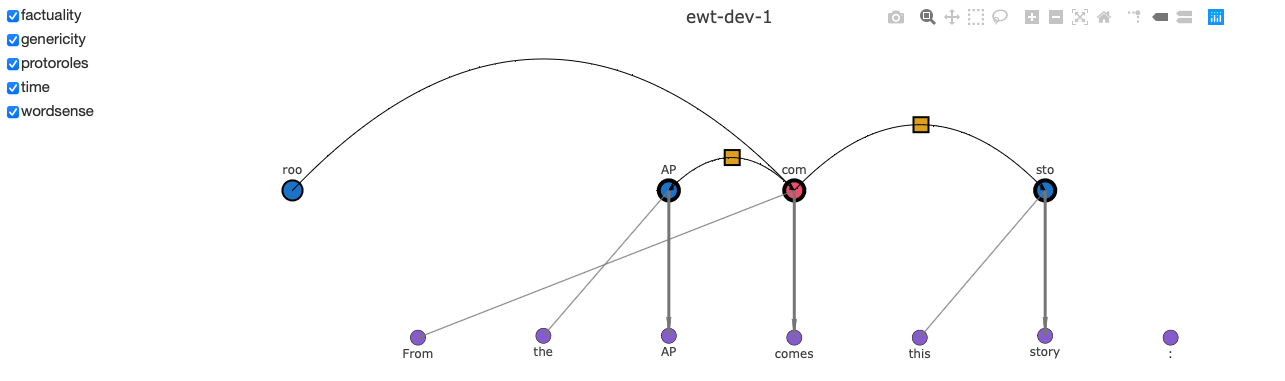 factuality
genericity
protoroles
time
wordsense
ewt-dev-1
roo
AP
com
sto
From
the
AP
comes
this
story
: